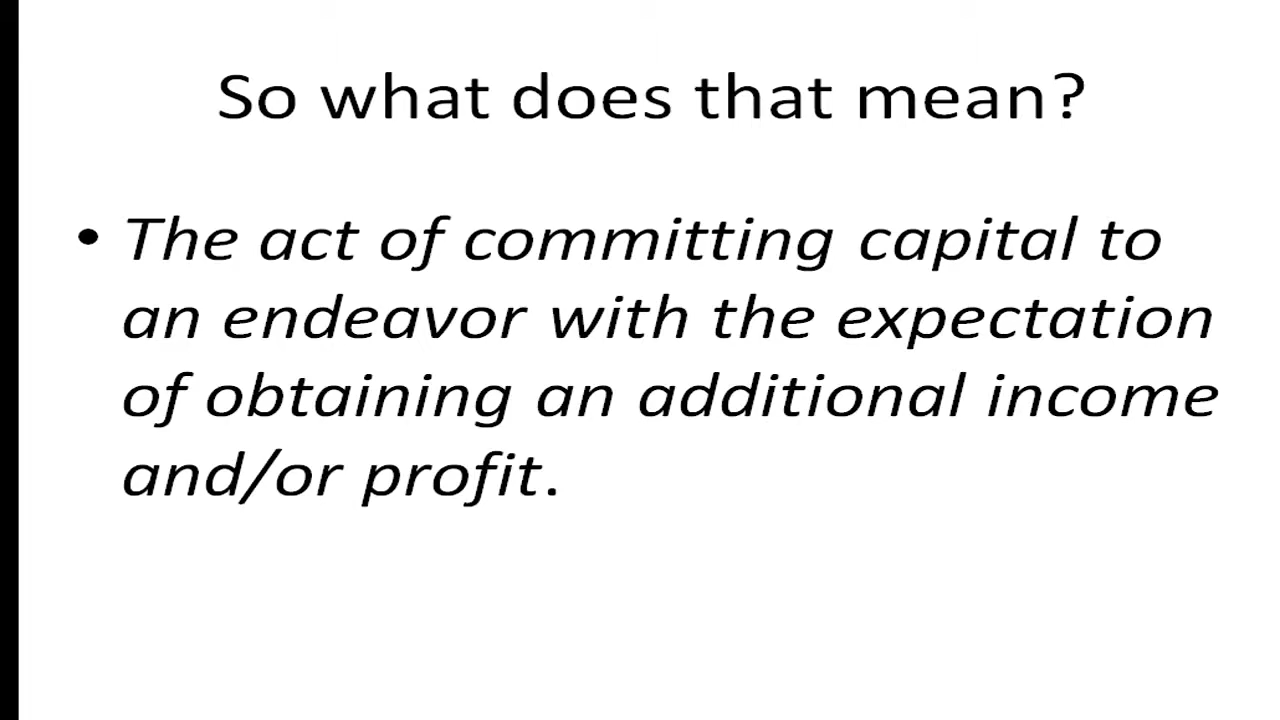 So what does that mean?
• The act of committing capital to
an endeavor with the expectation
of obtaining an additional income
and/or profit.